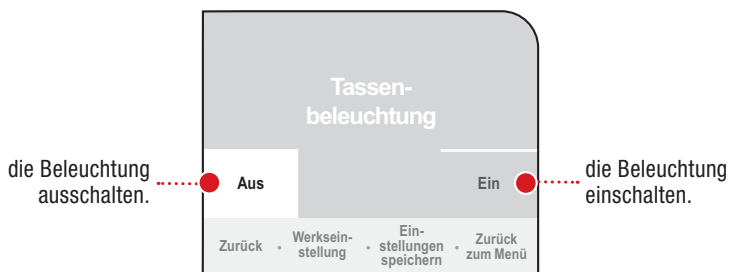 Tassen-
beleuchtung
die Beleuchtung
ausschalten.
Aus
Ein
die Beleuchtung
einschalten.
Zurück
Werksein-
stellung
Ein-
stellungen
speichern
Zurück
zum Menü